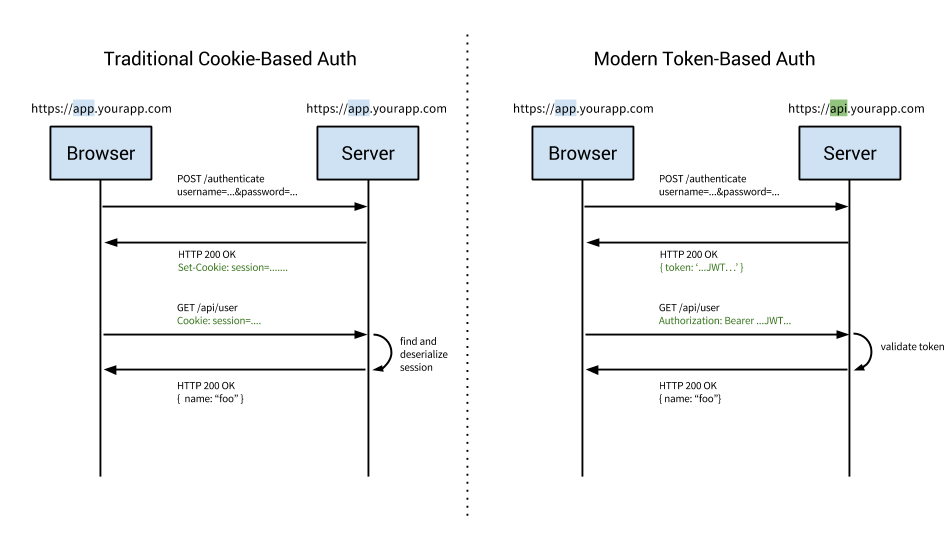 Traditional Cookie-Based Auth
https://app.yourapp.com
https://app.yourapp.com
Browser
Server
POST /authenticate
username=...&password=...
HTTP 200 OK
Set-Cookie: session=.......
GET /api/user
Cookie: session=....
find and
deserialize
session
HTTP 200 OK
{  name: “foo” }
Modern Token-Based Auth
https://app.yourapp.com
https://api.yourapp.com
Browser
Server
POST /authenticate
username=...&password=...
HTTP 200 OK
{ token: ‘...JWT...’ }
GET /api/user
Authorization: Bearer ...JWT...
validate token
HTTP 200 OK
{ name: “foo”}